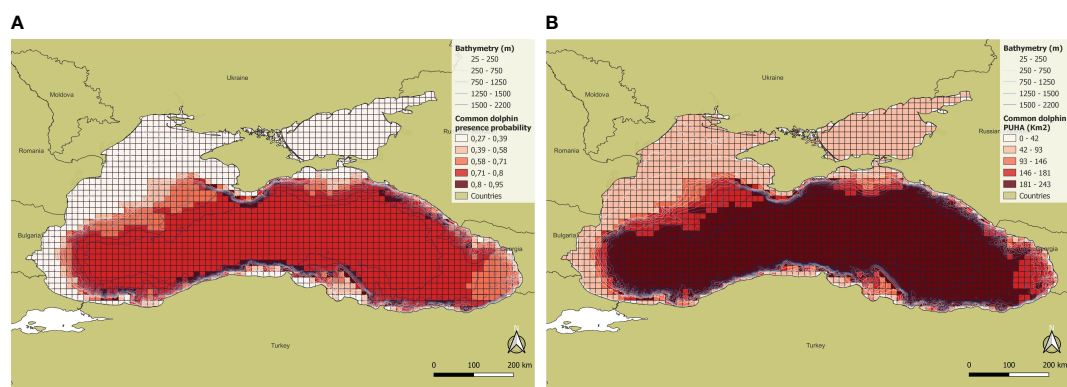 A
Bathymetry (m)
25 - 250
250 - 750
750 - 1250
1250 - 1500
1500 - 2200
Common dolphin
presence probability
0,27 - 0,39
0,39 - 0,58
0,58 - 0,71
0,71 - 0,8
0,8 - 0,95
Countries
Ukraine
Moldova
Romania
Ru
Bulgaria
Georgia
Turkey
N
0 100 200 km
B
Bathymetry (m)
25 - 250
250 - 750
750 - 1250
1250 - 1500
1500 - 2200
Common dolphin
PUHA (Km2)
0 - 42
42 - 93
93 - 146
146 - 181
181 - 243
Countries
Ukraine
Moldova
Romania
Russian
Bulgaria
Georgia
Turkey
N
0 100 200 km